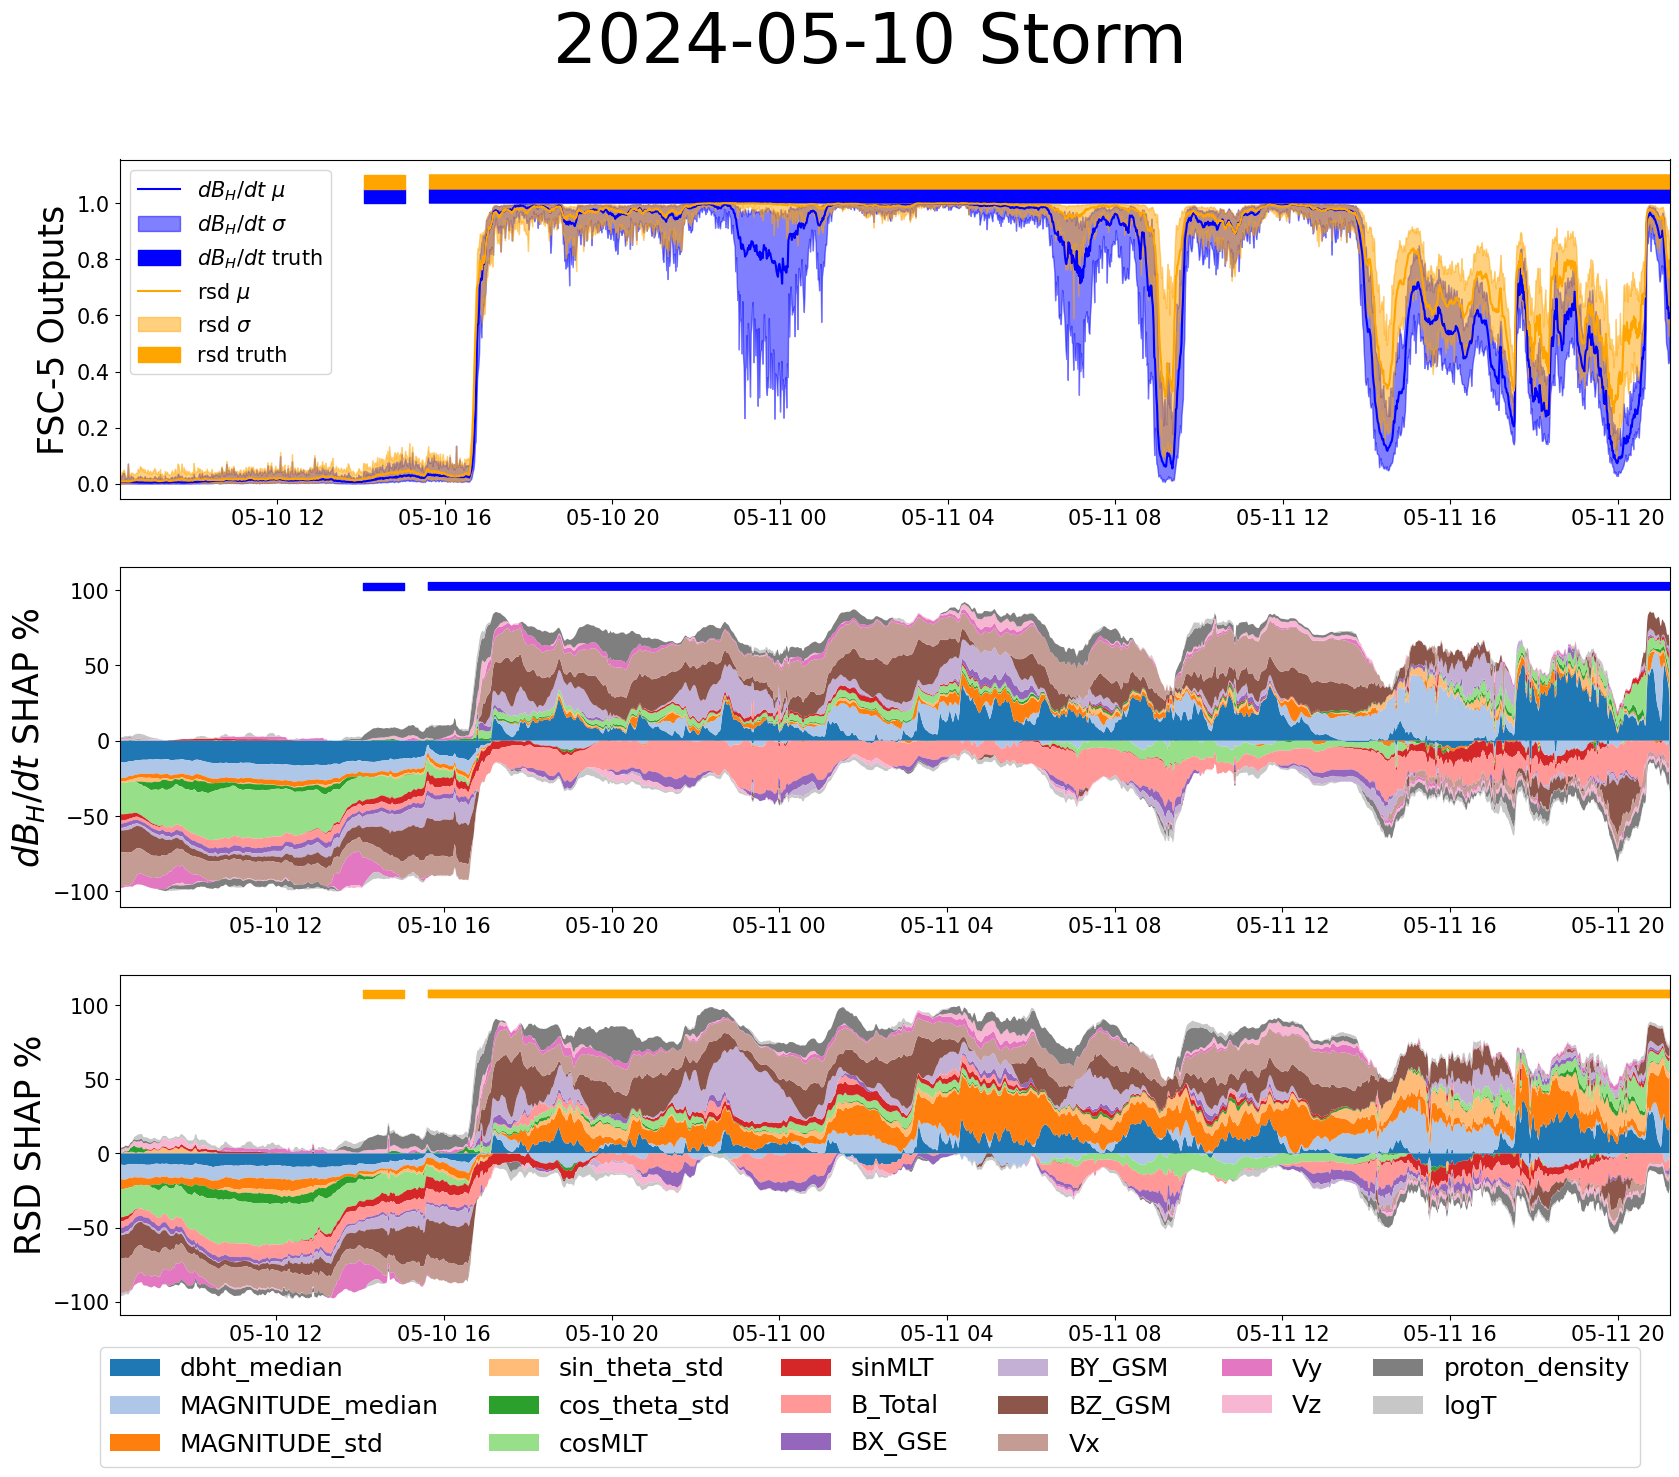 2024-05-10 Storm
FSC-5 Outputs
1.0
0.8
0.6
0.4
0.2
0.0
dB_H/dt μ
dB_H/dt σ
dB_H/dt truth
rsd μ
rsd σ
rsd truth
05-10 12 05-10 16 05-10 20 05-11 00 05-11 04 05-11 08 05-11 12 05-11 16 05-11 20
dB_H/dt SHAP %
100
50
0
−50
−100
05-10 12 05-10 16 05-10 20 05-11 00 05-11 04 05-11 08 05-11 12 05-11 16 05-11 20
RSD SHAP %
100
50
0
−50
−100
05-10 12 05-10 16 05-10 20 05-11 00 05-11 04 05-11 08 05-11 12 05-11 16 05-11 20
dbht_median sin_theta_std sinMLT BY_GSM Vy proton_density
MAGNITUDE_median cos_theta_std B_Total BZ_GSM Vz logT
MAGNITUDE_std cosMLT BX_GSE Vx